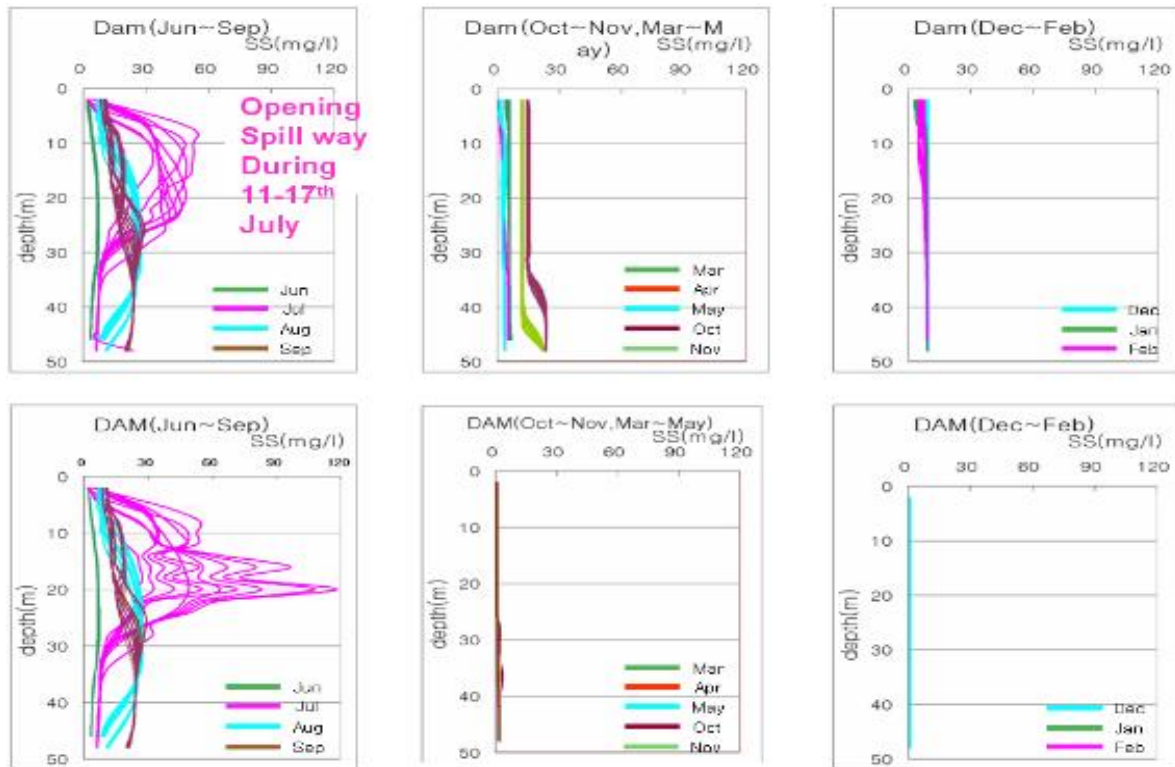 Dam(Jun~Sep)
SS(mg/l)
0 30 60 90 120
0
10
20
30
40
50
depth(m)
Opening
Spill way
During
11-17th
July
Jun
Jul
Aug
Sep
Dam(Oct~Nov,Mar~M
ay)
SS(mg/l)
0 30 60 90 120
0
10
20
30
40
50
depth(m)
Mar
Apr
May
Oct
Nov
Dam(Dec~Feb)
SS(mg/l)
0 30 60 90 120
0
10
20
30
40
50
depth(m)
Dec
Jan
Feb
DAM(Jun~Sep)
SS(mg/l)
0 30 60 90 120
0
10
20
30
40
50
depth(m)
Jun
Jul
Aug
Sep
DAM(Oct~Nov,Mar~May)
SS(mg/l)
0 30 60 90 120
0
10
20
30
40
50
depth(m)
Mar
Apr
May
Oct
Nov
DAM(Dec~Feb)
SS(mg/l)
0 30 60 90 120
0
10
20
30
40
50
depth(m)
Dec
Jan
Feb